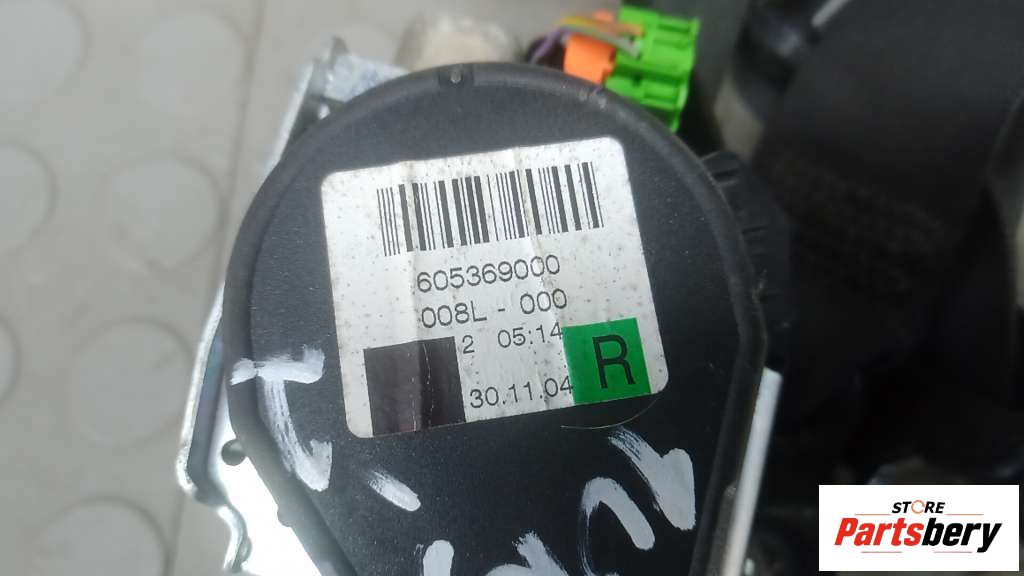 605369000
008L - 000
2 05:14
R
30.11.04
STORE
Partsbery